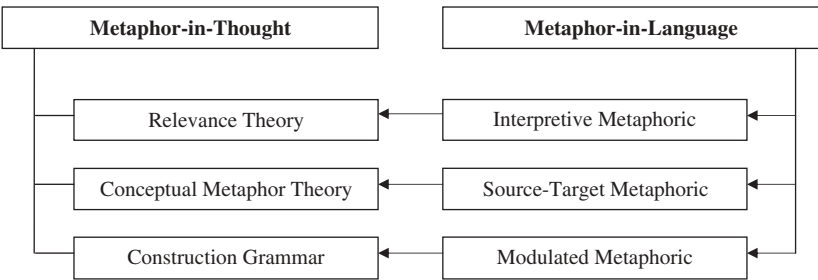 Metaphor-in-Thought
Metaphor-in-Language
Relevance Theory
Interpretive Metaphoric
Conceptual Metaphor Theory
Source-Target Metaphoric
Construction Grammar
Modulated Metaphoric